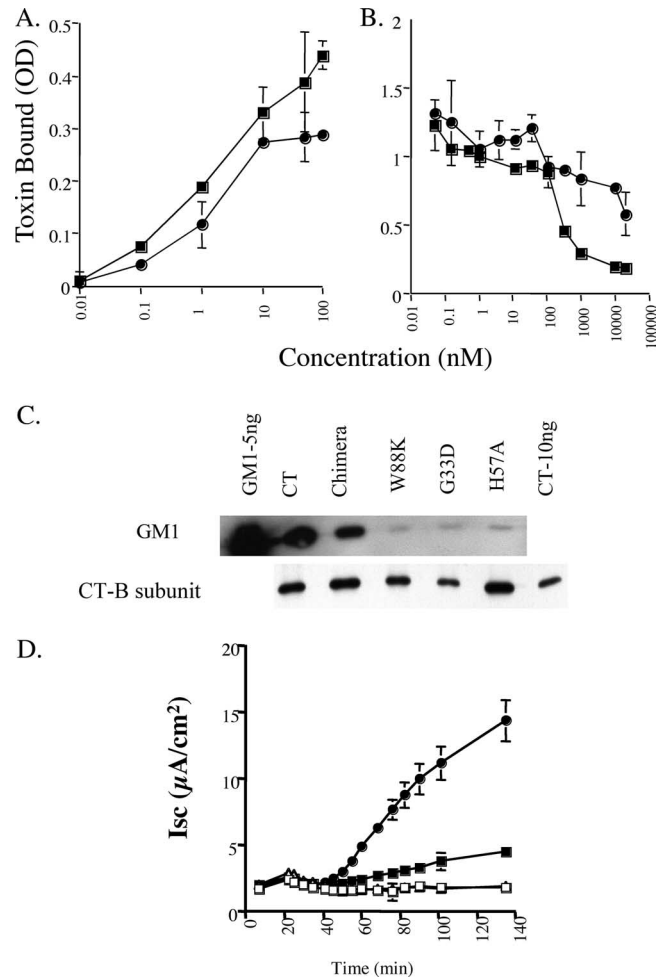 A.
B.
Toxin Bound (OD)
0.5
0.4
0.3
0.2
0.1
0
0.01
0.1
1
10
100
2
1.5
1
0.5
0
0.01
0.1
1
10
100
1000
10000
100000
Concentration (nM)
C.
GM1-5ng
CT
Chimera
W88K
G33D
H57A
CT-10ng
GM1
CT-B subunit
D.
Isc (µA/cm²)
20
15
10
5
0
0
20
40
60
80
100
120
140
Time (min)